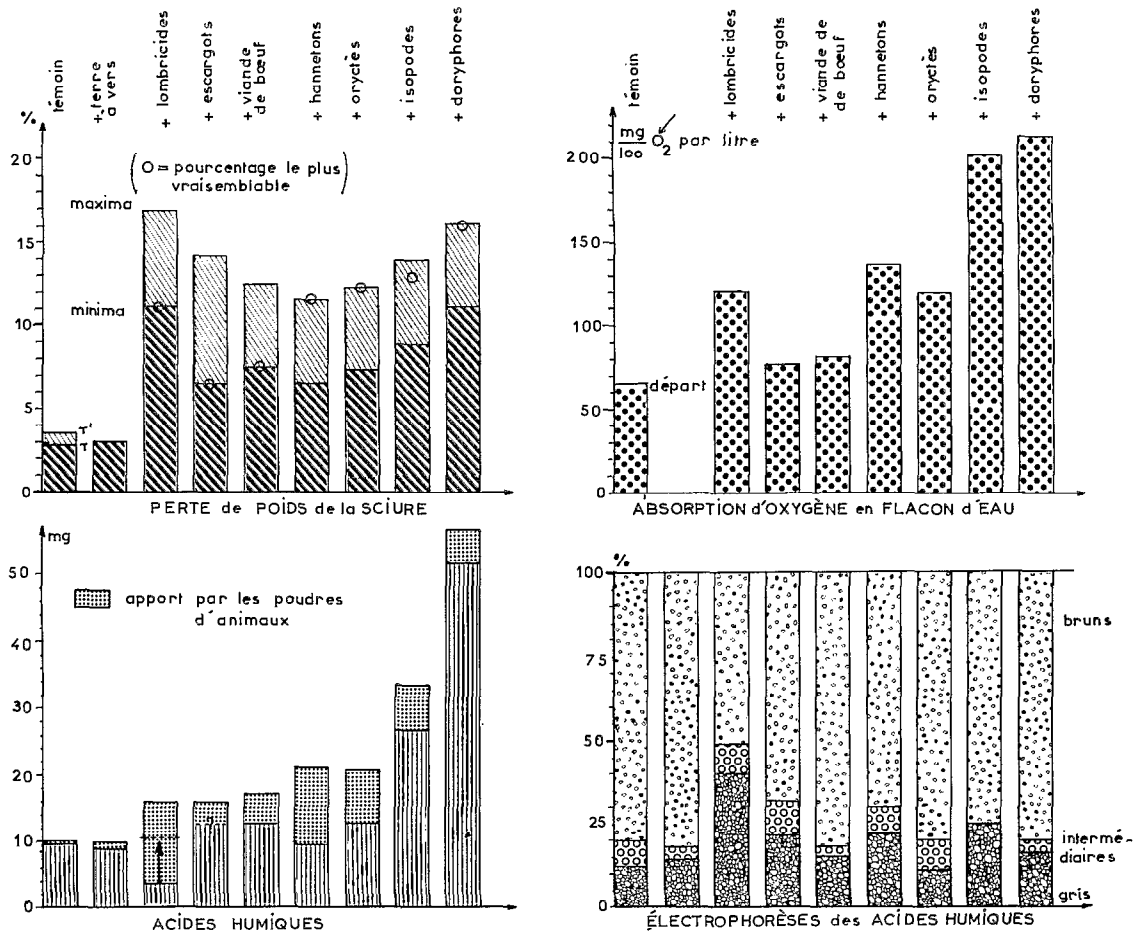 témoin
+ terre
a vers
+ lombricides
+ escargots
+ viande
de bœuf
+ hannetons
+ oryctès
+ isopodes
+ doryphores
%
20
15
10
5
0
(O = pourcentage le plus
vraisemblable)
maxima
minima
T'
T
PERTE de POIDS de la SCIURE
témoin
+ lombricides
+ escargots
+ viande
de bœuf
+ hannetons
+ oryctès
+ isopodes
+ doryphores
mg/100 O2 par litre
200
150
100
50
0
départ
ABSORPTION d'OXYGÈNE en FLACON d'EAU
mg
50
40
30
20
10
0
apport par les poudres
d'animaux
ACIDES HUMIQUES
%
100
75
50
25
0
bruns
intermé-
diaires
gris
ÉLECTROPHORÈSES des ACIDES HUMIQUES